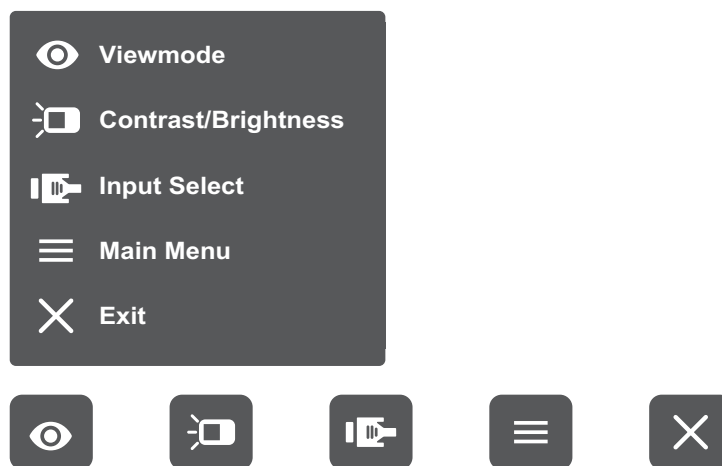 Viewmode
Contrast/Brightness
Input Select
Main Menu
Exit